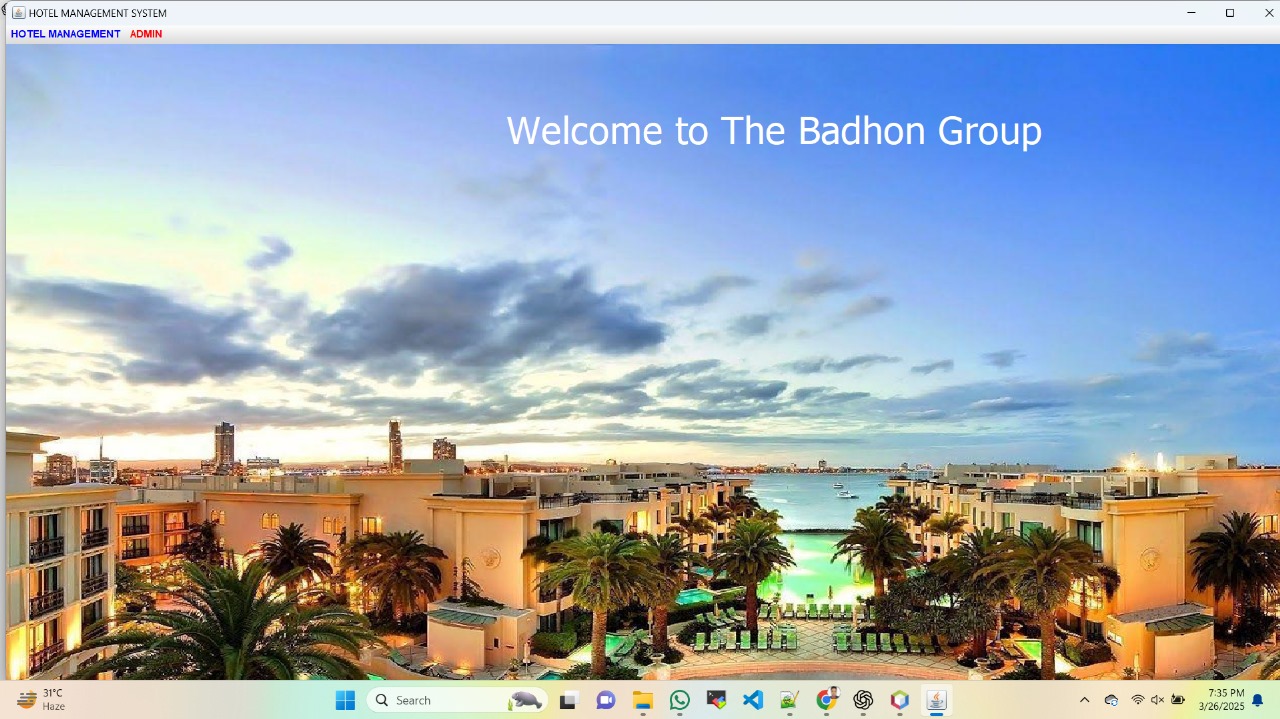 HOTEL MANAGEMENT SYSTEM
HOTEL MANAGEMENT ADMIN
Welcome to The Badhon Group
31°C
Haze
Search
7:35 PM
3/26/2025